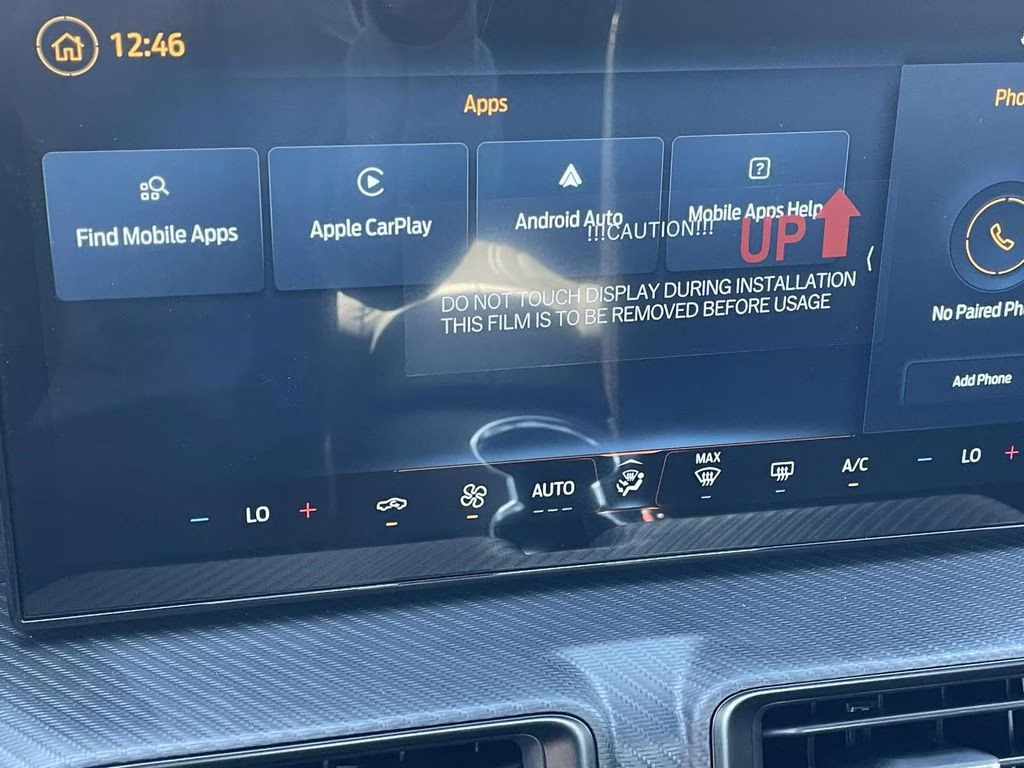 12:46
Apps
Pho
Find Mobile Apps
Apple CarPlay
Android Auto
Mobile Apps Help
!!!CAUTION!!!
UP
DO NOT TOUCH DISPLAY DURING INSTALLATION
THIS FILM IS TO BE REMOVED BEFORE USAGE
No Paired Pho
Add Phone
LO
AUTO
MAX
A/C
LO